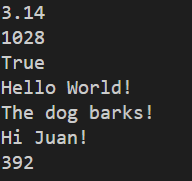 3.14
1028
True
Hello World!
The dog barks!
Hi Juan!
392